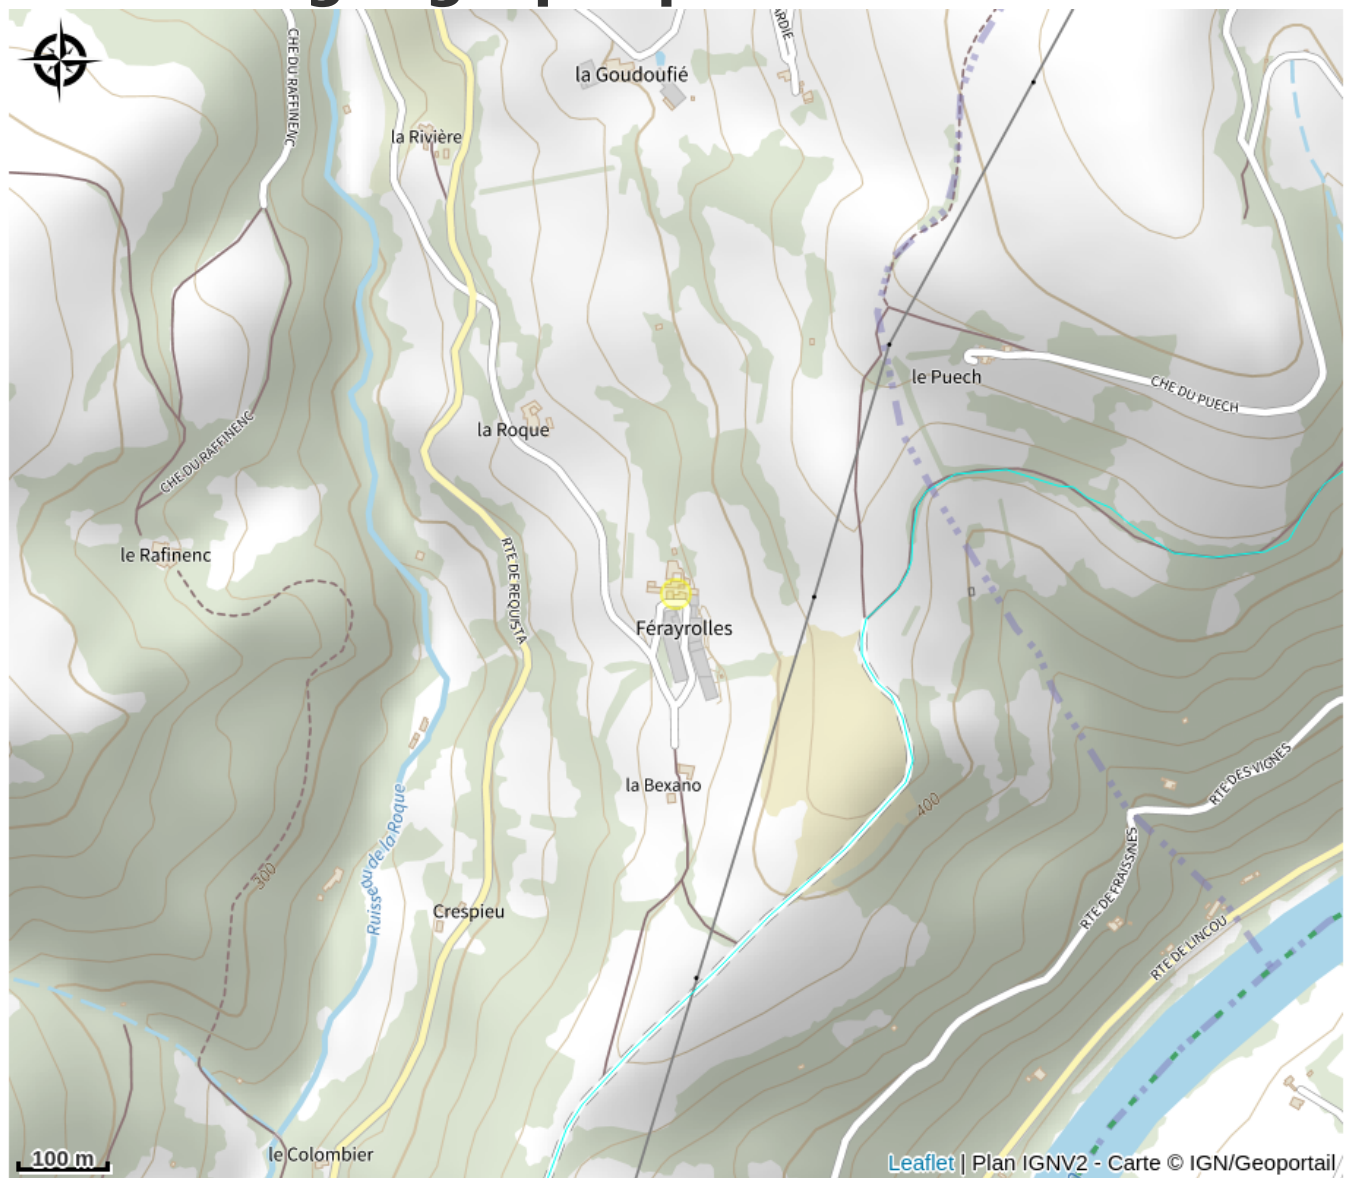 CHE DU RAFFINENC
ARDIE
la Goudoufié
la Rivière
le Puech
CHE DU PUECH
la Roque
CHE DU RAFFINENC
le Rafinenc
RTE DE REQUISTA
Férayrolles
la Bexano
400
RTE DES VIGNES
Ruisseau de la Roque
300
RTE DE FRAISSINES
Crespieu
RTE DE LINCOU
le Colombier
100 m
Leaflet | Plan IGNV2 - Carte © IGN/Geoportail